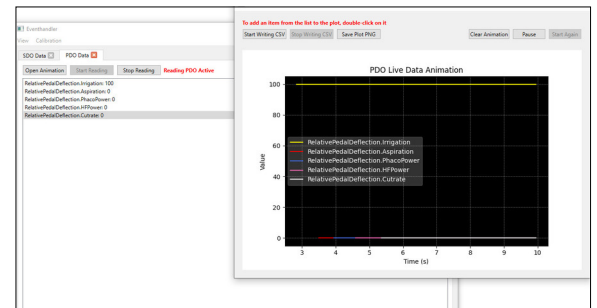 Eventhandler
View Calibration
SDO Data PDO Data
Open Animation Start Reading Stop Reading Reading PDO Active
RelativePedalDeflection.Irrigation: 100
RelativePedalDeflection.Aspiration: 0
RelativePedalDeflection.PhacoPower: 0
RelativePedalDeflection.HFPower: 0
RelativePedalDeflection.Cutrate: 0
To add an item from the list to the plot, double-click on it
Start Writing CSV Stop Writing CSV Save Plot PNG Clear Animation Pause Start Again
PDO Live Data Animation
100
80
60
40
20
0
Value
RelativePedalDeflection.Irrigation
RelativePedalDeflection.Aspiration
RelativePedalDeflection.PhacoPower
RelativePedalDeflection.HFPower
RelativePedalDeflection.Cutrate
3 4 5 6 7 8 9 10
Time (s)